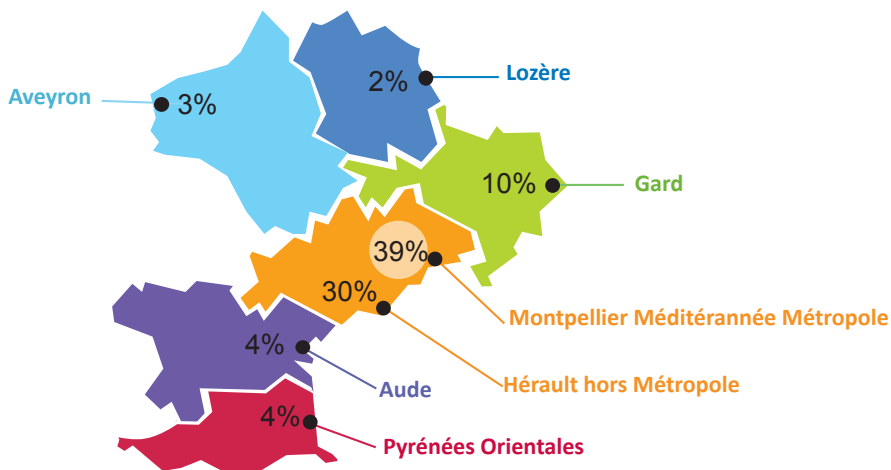 Lozère
2%
Aveyron
3%
10%
Gard
39%
30%
Montpellier Méditérannée Métropole
4%
Hérault hors Métropole
Aude
4%
Pyrénées Orientales